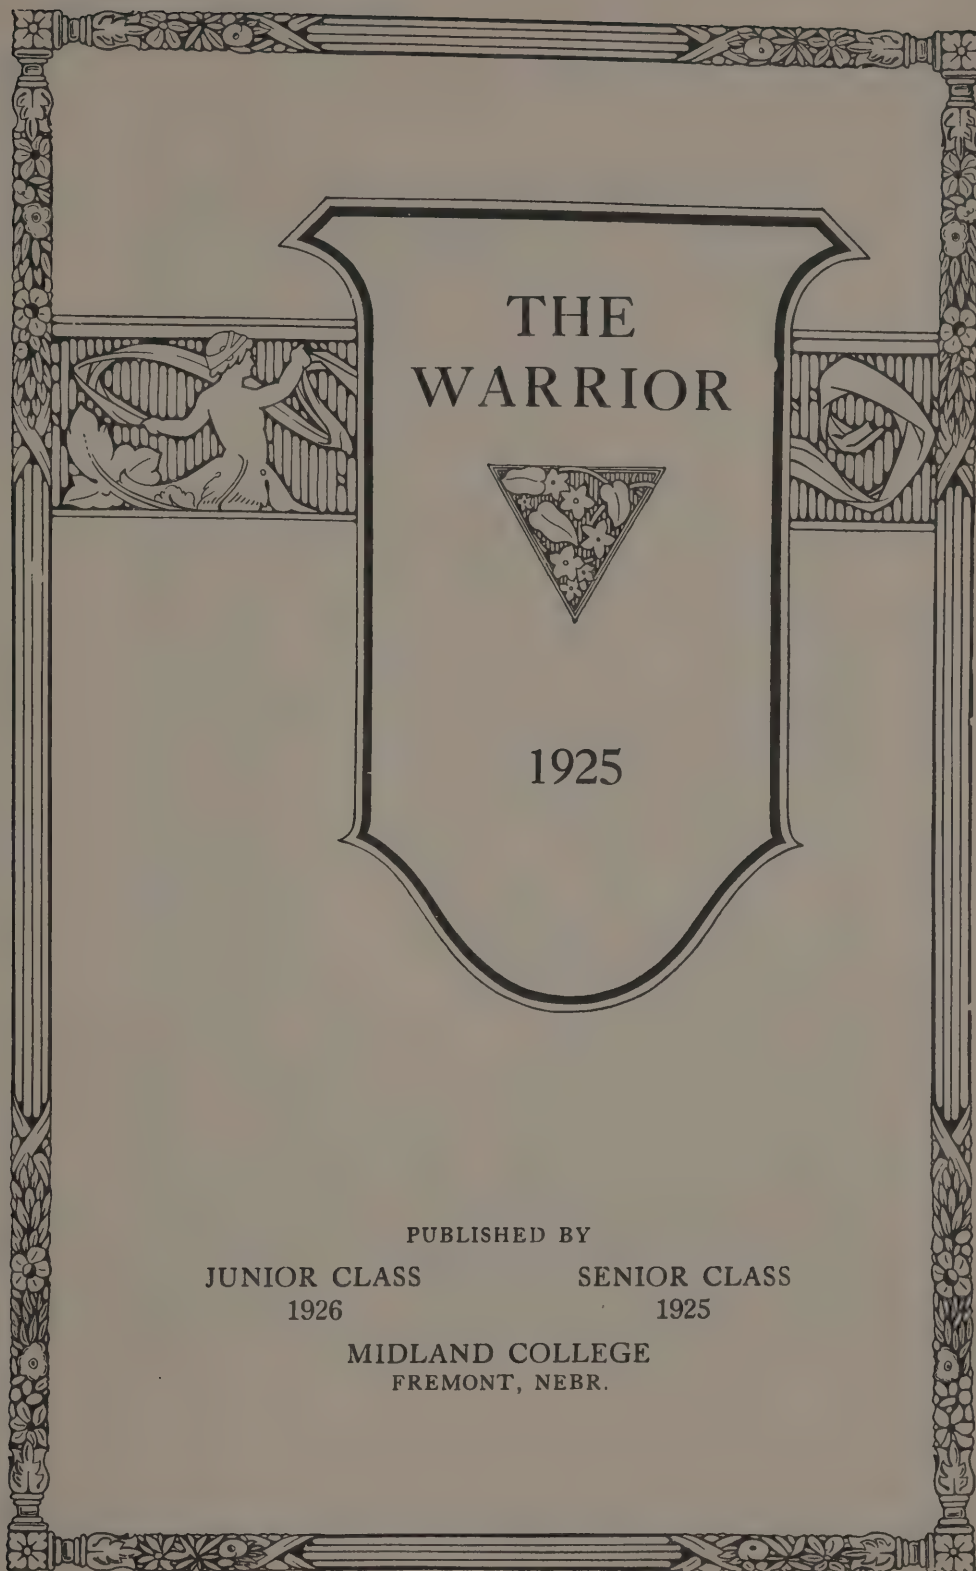 THE
WARRIOR
1925
PUBLISHED BY
JUNIOR CLASS SENIOR CLASS
1926 1925
MIDLAND COLLEGE
FREMONT, NEBR.